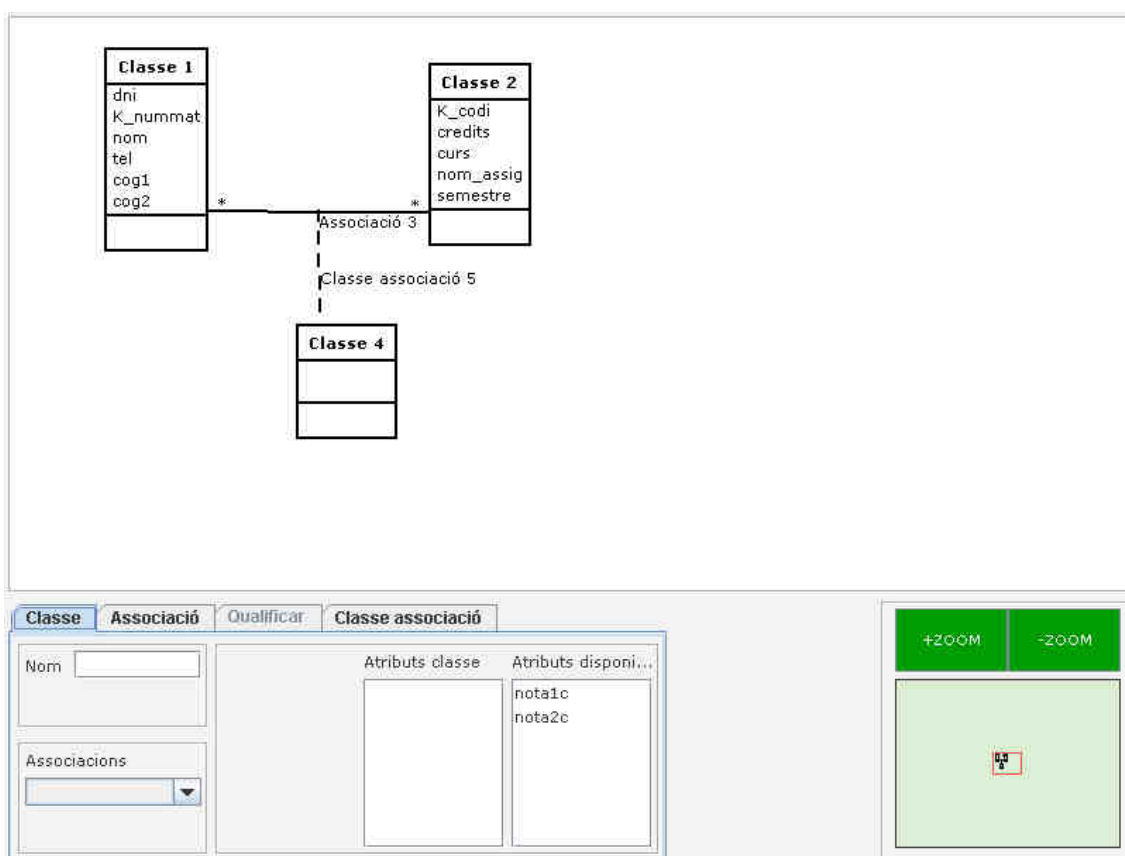 Classe 1
dni
K_nummat
nom
tel
cog1
cog2
*
Classe 2
K_codi
credits
curs
nom_assig
semestre
*
Associació 3
Classe associació 5
Classe 4
Classe Associació Qualificar Classe associació
Nom
Associacions
Atributs classe
Atributs disponi...
nota1c
nota2c
+ZOOM -ZOOM